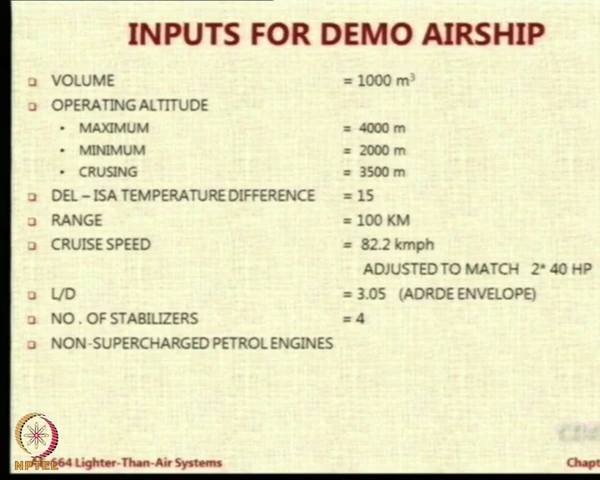 INPUTS FOR DEMO AIRSHIP
❑ VOLUME = 1000 m³
❑ OPERATING ALTITUDE
• MAXIMUM = 4000 m
• MINIMUM = 2000 m
• CRUSING = 3500 m
❑ DEL – ISA TEMPERATURE DIFFERENCE = 15
❑ RANGE = 100 KM
❑ CRUISE SPEED = 82.2 kmph
ADJUSTED TO MATCH 2* 40 HP
❑ L/D = 3.05 (ADRDE ENVELOPE)
❑ NO . OF STABILIZERS = 4
❑ NON-SUPERCHARGED PETROL ENGINES
664 Lighter-Than-Air Systems Chapt
NPTEL